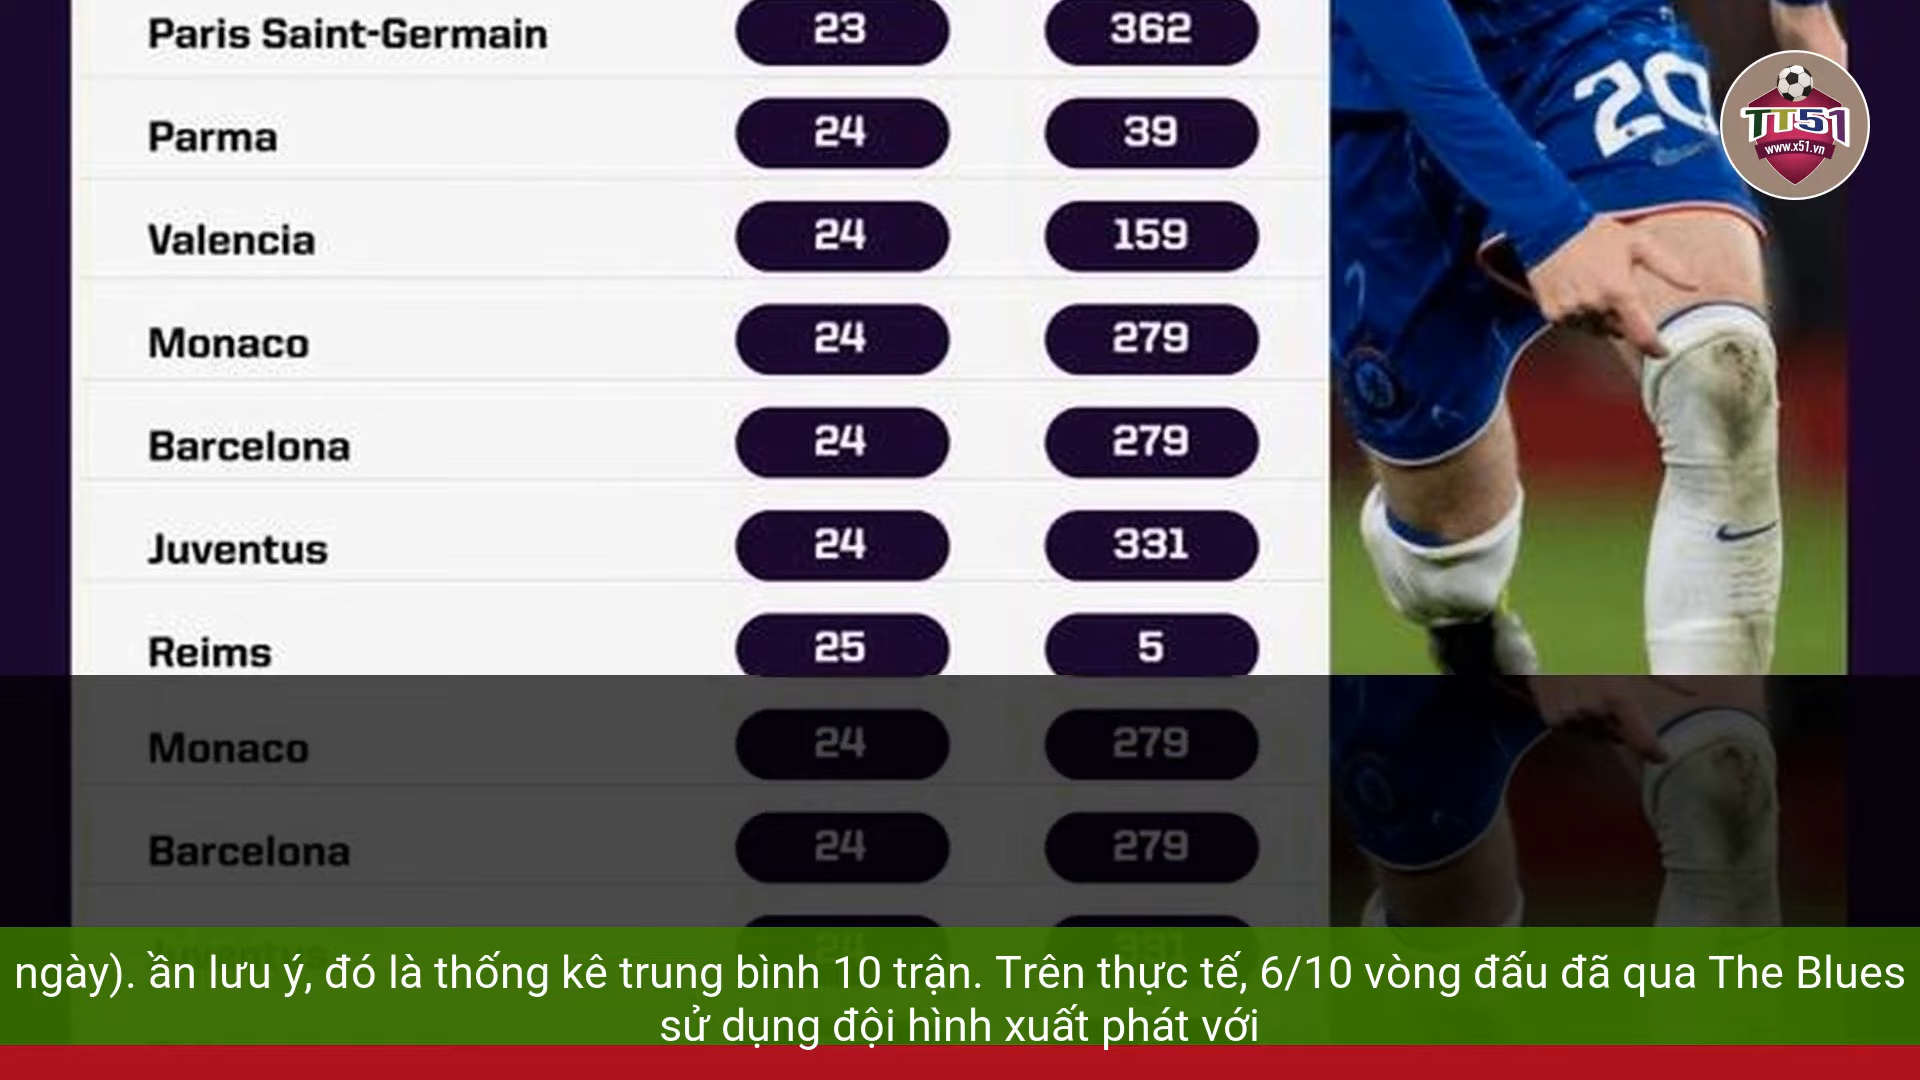 Paris Saint-Germain 23 362
20
TT51
www.x51.vn
Parma 24 39
Valencia 24 159
Monaco 24 279
Barcelona 24 279
Juventus 24 331
Reims 25 5
Monaco 24 279
Barcelona 24 279
Juventus 24 331
ngày). ần lưu ý, đó là thống kê trung bình 10 trận. Trên thực tế, 6/10 vòng đấu đã qua The Blues
sử dụng đội hình xuất phát với